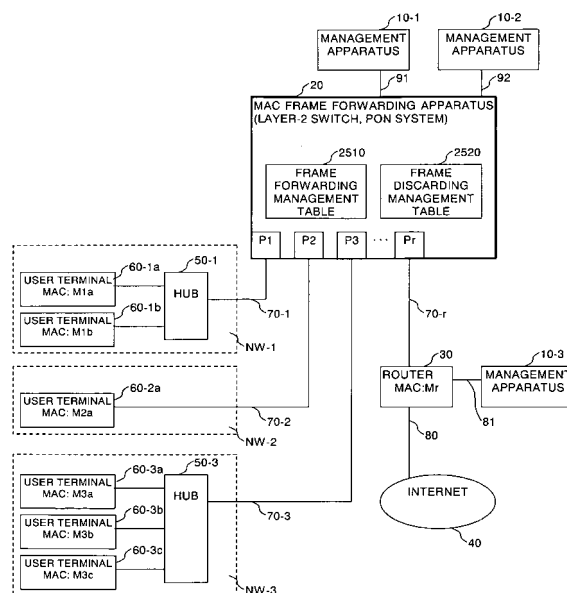 10-1
10-2
MANAGEMENT
APPARATUS
MANAGEMENT
APPARATUS
20
91
92
MAC FRAME FORWARDING APPARATUS
(LAYER-2 SWITCH, PON SYSTEM)
2510
2520
FRAME
FORWARDING
MANAGEMENT
TABLE
FRAME
DISCARDING
MANAGEMENT
TABLE
P1
P2
P3
...
Pr
60-1a
50-1
USER TERMINAL
MAC: M1a
HUB
60-1b
USER TERMINAL
MAC: M1b
70-1
NW-1
70-r
30
10-3
ROUTER
MAC:Mr
MANAGEMENT
APPARATUS
81
60-2a
USER TERMINAL
MAC: M2a
70-2
NW-2
80
60-3a
50-3
USER TERMINAL
MAC: M3a
HUB
60-3b
USER TERMINAL
MAC: M3b
70-3
60-3c
USER TERMINAL
MAC: M3c
NW-3
INTERNET
40